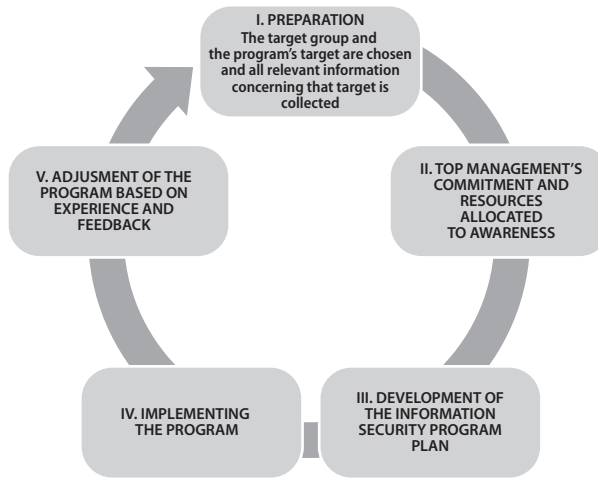 I. PREPARATION
The target group and
the program's target are chosen
and all relevant information
concerning that target is
collected
II. TOP MANAGEMENT'S
COMMITMENT AND
RESOURCES
ALLOCATED
TO AWARENESS
III. DEVELOPMENT OF
THE INFORMATION
SECURITY PROGRAM
PLAN
IV. IMPLEMENTING
THE PROGRAM
V. ADJUSMENT OF THE
PROGRAM BASED ON
EXPERIENCE AND
FEEDBACK